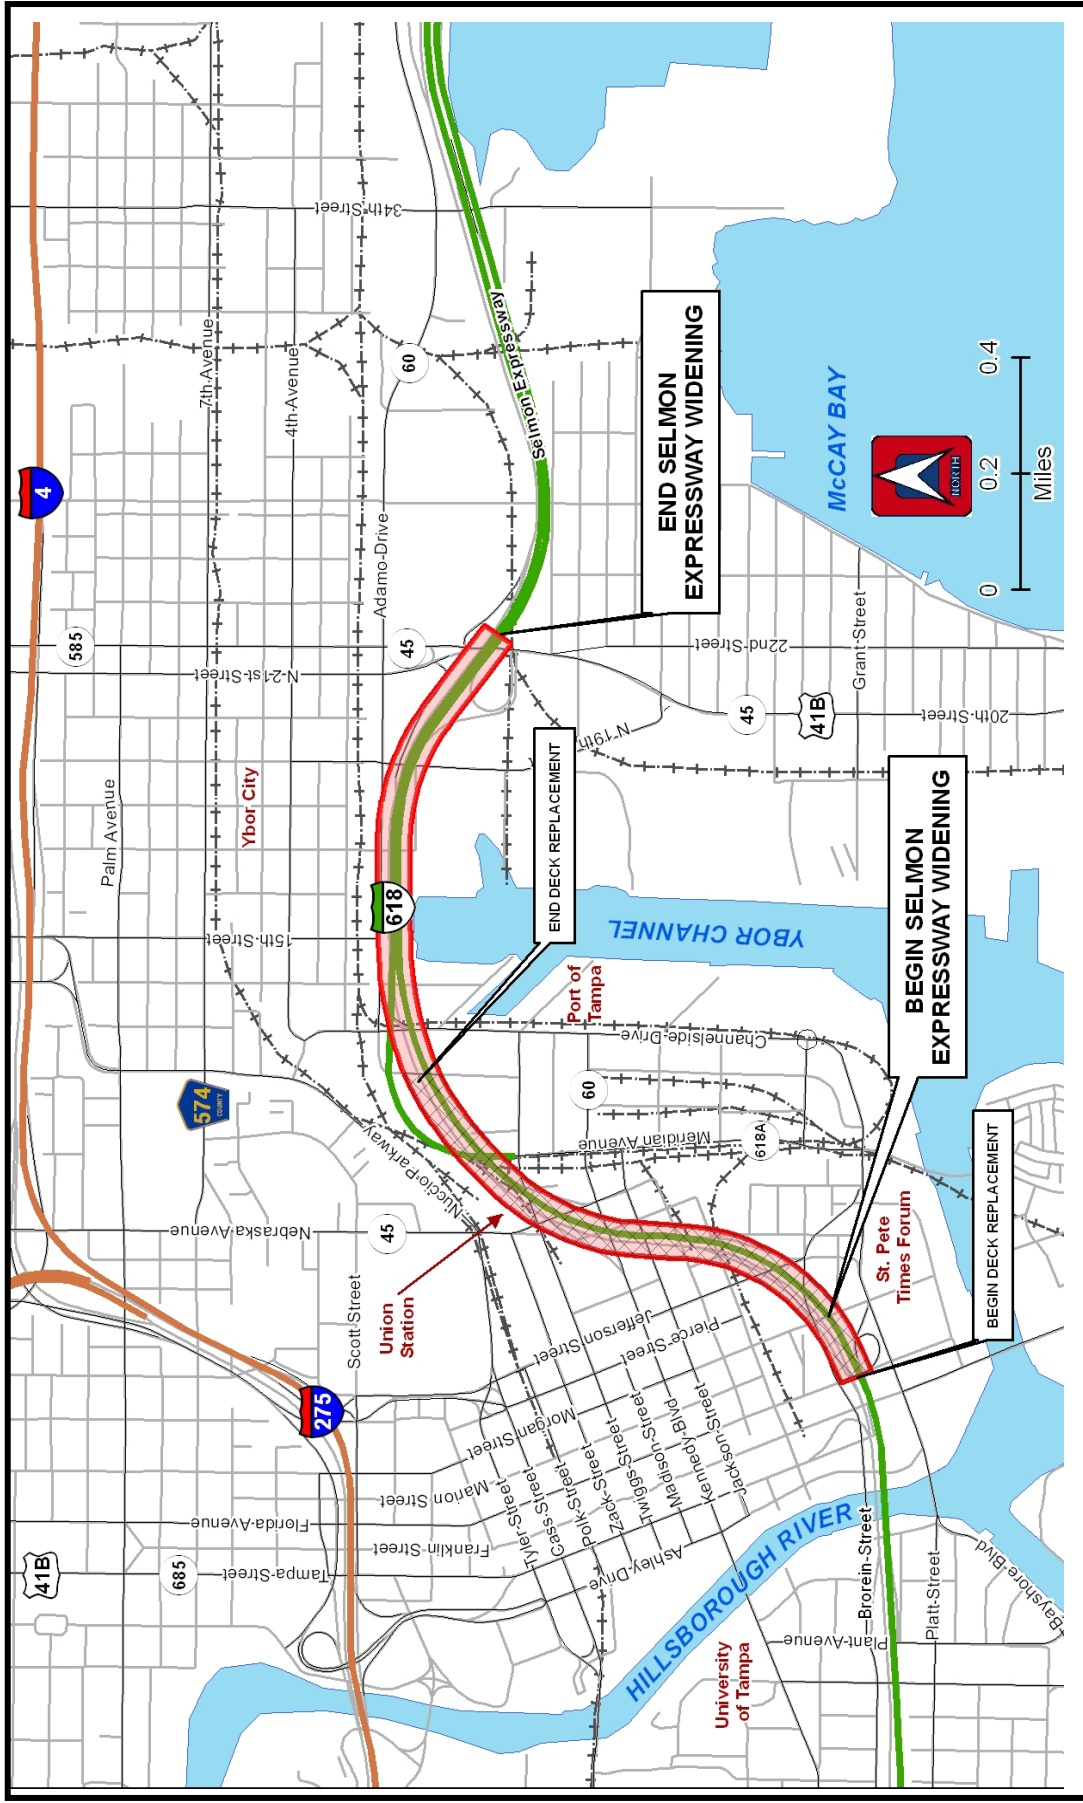 4
275
41B
585
685
574
COUNTY
45
Palm Avenue
7th Avenue
4th Avenue
Adamo Drive
34th Street
60
Selmon Expressway
END SELMON
EXPRESSWAY WIDENING
McCAY BAY
NORTH
0
0.2
0.4
Miles
N 21st Street
45
22nd Street
Grant Street
20th Street
45
41B
N 19th
Ybor City
618
15th Street
END DECK REPLACEMENT
YBOR CHANNEL
Port of
Tampa
Channelside Drive
BEGIN SELMON
EXPRESSWAY WIDENING
60
Meridian Avenue
618A
Nuccio Parkway
Nebraska Avenue
Scott Street
Union
Station
St. Pete
Times Forum
BEGIN DECK REPLACEMENT
Jefferson Street
Pierce Street
Morgan Street
Marion Street
Florida Avenue
Franklin Street
Tampa Street
Tyler Street
Cass Street
Polk Street
Zack Street
Twiggs Street
Madison Street
Kennedy Blvd
Jackson Street
Ashley Drive
HILLSBOROUGH RIVER
University
of Tampa
Brorein Street
Plant Avenue
Platt Street
Bayshore Blvd